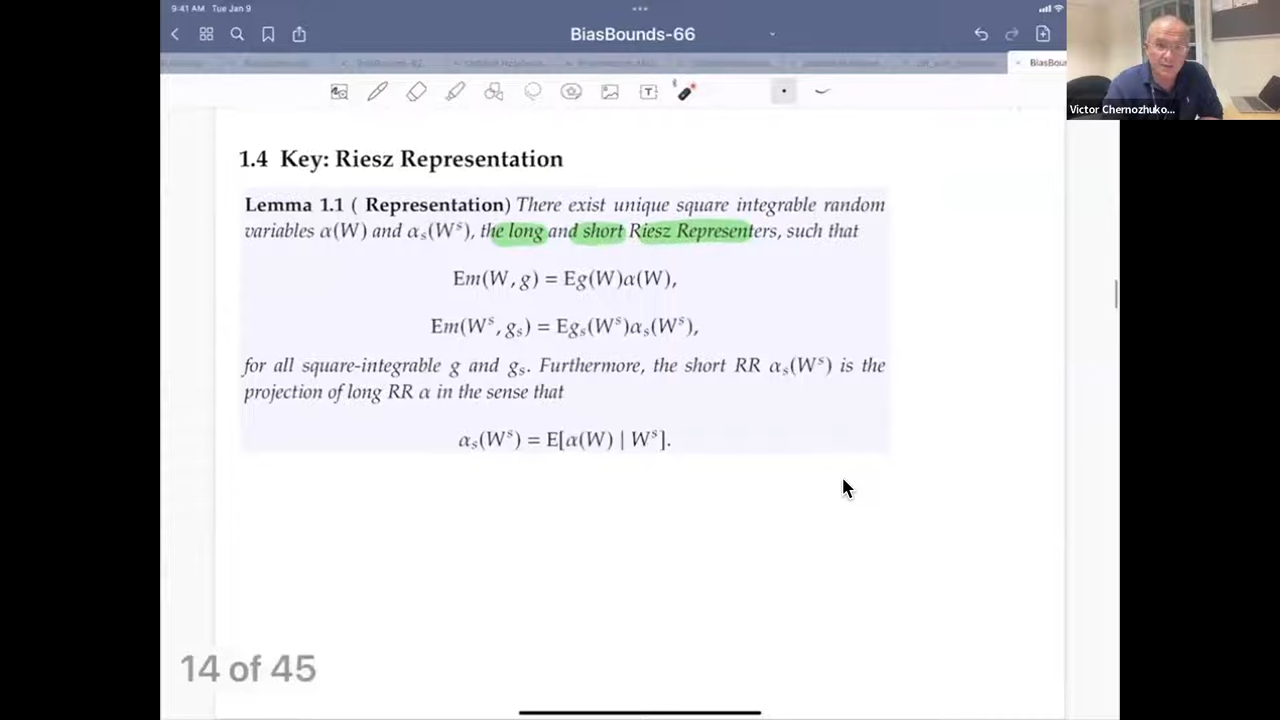 9:41 AM Tue Jan 9
BiasBounds-66
BiasBo
Victor Chernozhuko...
1.4 Key: Riesz Representation
Lemma 1.1 ( Representation) There exist unique square integrable random
variables α(W) and αₛ(Wˢ), the long and short Riesz Representers, such that
Em(W, g) = Eg(W)α(W),
Em(Wˢ, gₛ) = Egₛ(Wˢ)αₛ(Wˢ),
for all square-integrable g and gₛ. Furthermore, the short RR αₛ(Wˢ) is the
projection of long RR α in the sense that
αₛ(Wˢ) = E[α(W) | Wˢ].
14 of 45